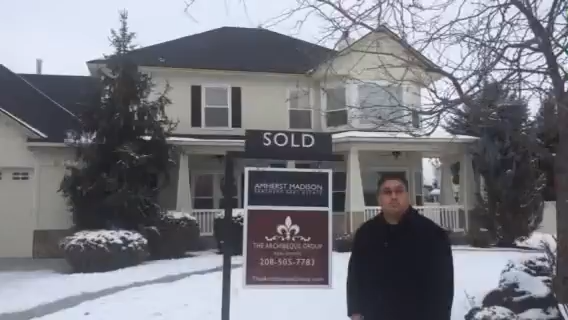 SOLD
AMHERST MADISON
THE ARCHIBEQUE GROUP
208-505-7783